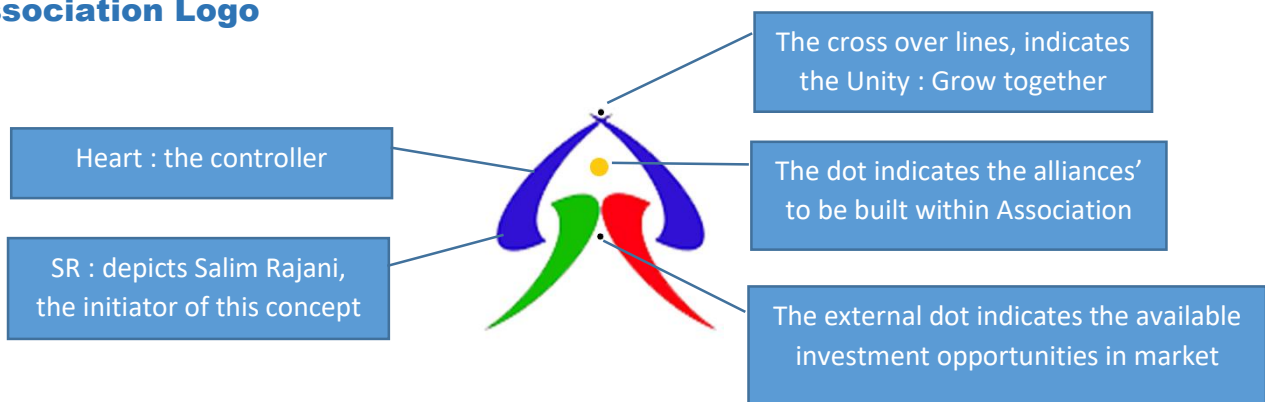 ssociation Logo
The cross over lines, indicates
the Unity : Grow together
Heart : the controller
The dot indicates the alliances’
to be built within Association
SR : depicts Salim Rajani,
the initiator of this concept
The external dot indicates the available
investment opportunities in market